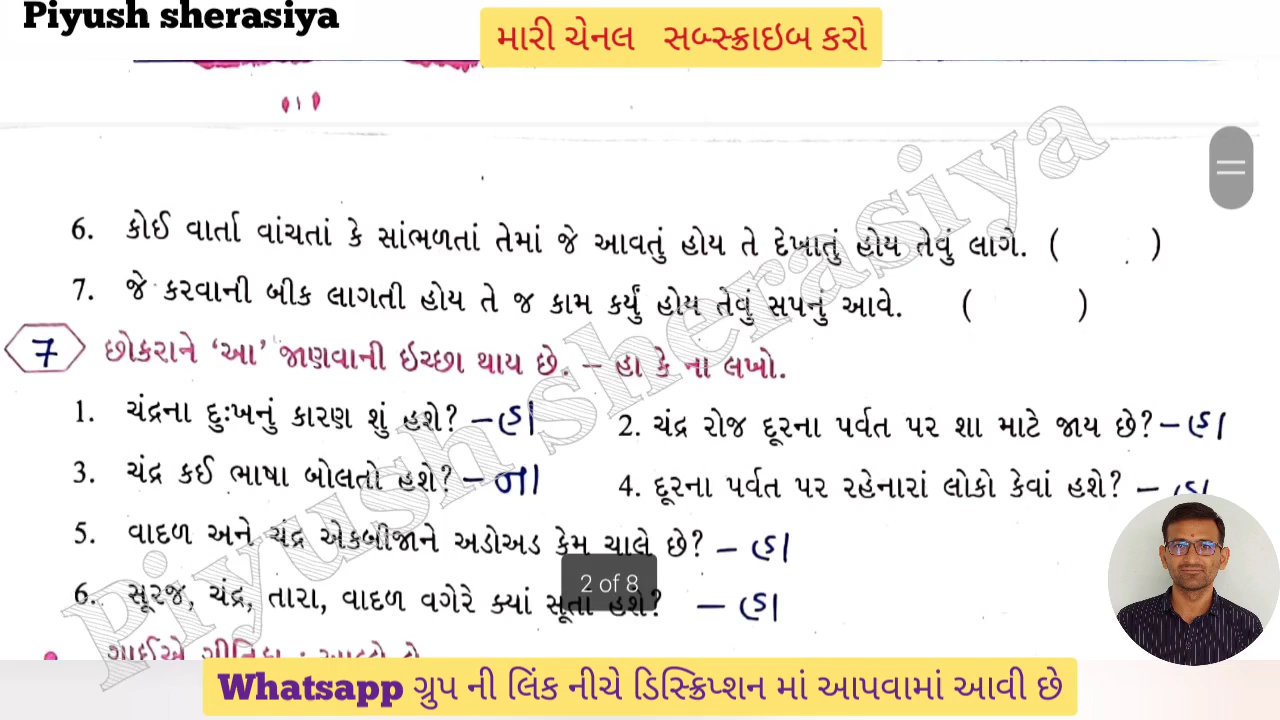 Piyush sherasiya
મારી ચેનલ સબ્સ્ક્રાઇબ કરો
6. કોઈ વાર્તા વાંચતાં કે સાંભળતાં તેમાં જે આવતું હોય તે દેખાતું હોય તેવું લાગે. ( )
7. જે કરવાની બીક લાગતી હોય તે જ કામ કર્યું હોય તેવું સપનું આવે. ( )
7 છોકરાને ‘આ’ જાણવાની ઇચ્છા થાય છે. – હા કે ના લખો.
1. ચંદ્રના દુઃખનું કારણ શું હશે? – હા 2. ચંદ્ર રોજ દૂરના પર્વત પર શા માટે જાય છે? – હા
3. ચંદ્ર કઈ ભાષા બોલતો હશે? – ના 4. દૂરના પર્વત પર રહેનારાં લોકો કેવાં હશે? – હા
5. વાદળ અને ચંદ્ર એકબીજાને અડોઅડ કેમ ચાલે છે? – હા
6. સૂરજ, ચંદ્ર, તારા, વાદળ વગેરે ક્યાં સૂતા હશે? – હા
2 of 8
Piyush sherasiya
Whatsapp ગ્રુપ ની લિંક નીચે ડિસ્ક્રિપ્શન માં આપવામાં આવી છે